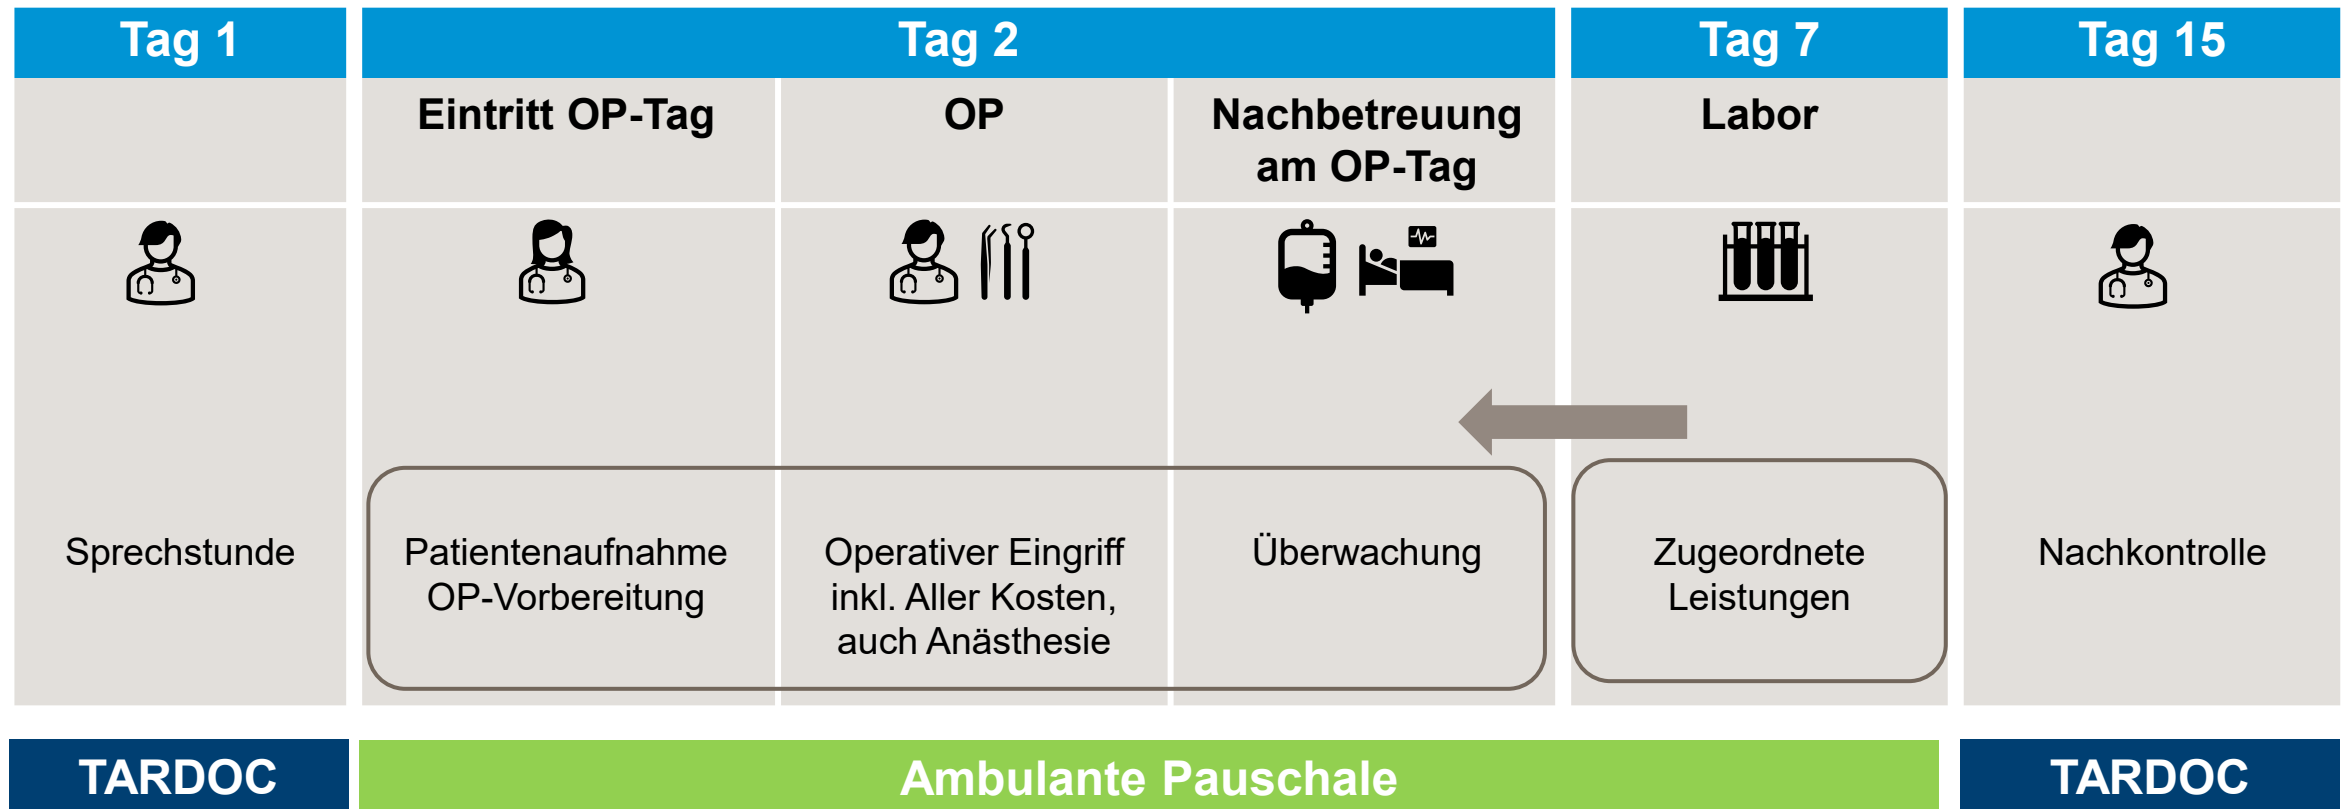 Tag 1
Tag 2
Tag 7
Tag 15
Eintritt OP-Tag
OP
Nachbetreuung
am OP-Tag
Labor
Sprechstunde
Patientenaufnahme
OP-Vorbereitung
Operativer Eingriff
inkl. Aller Kosten,
auch Anästhesie
Überwachung
Zugeordnete
Leistungen
Nachkontrolle
TARDOC
Ambulante Pauschale
TARDOC